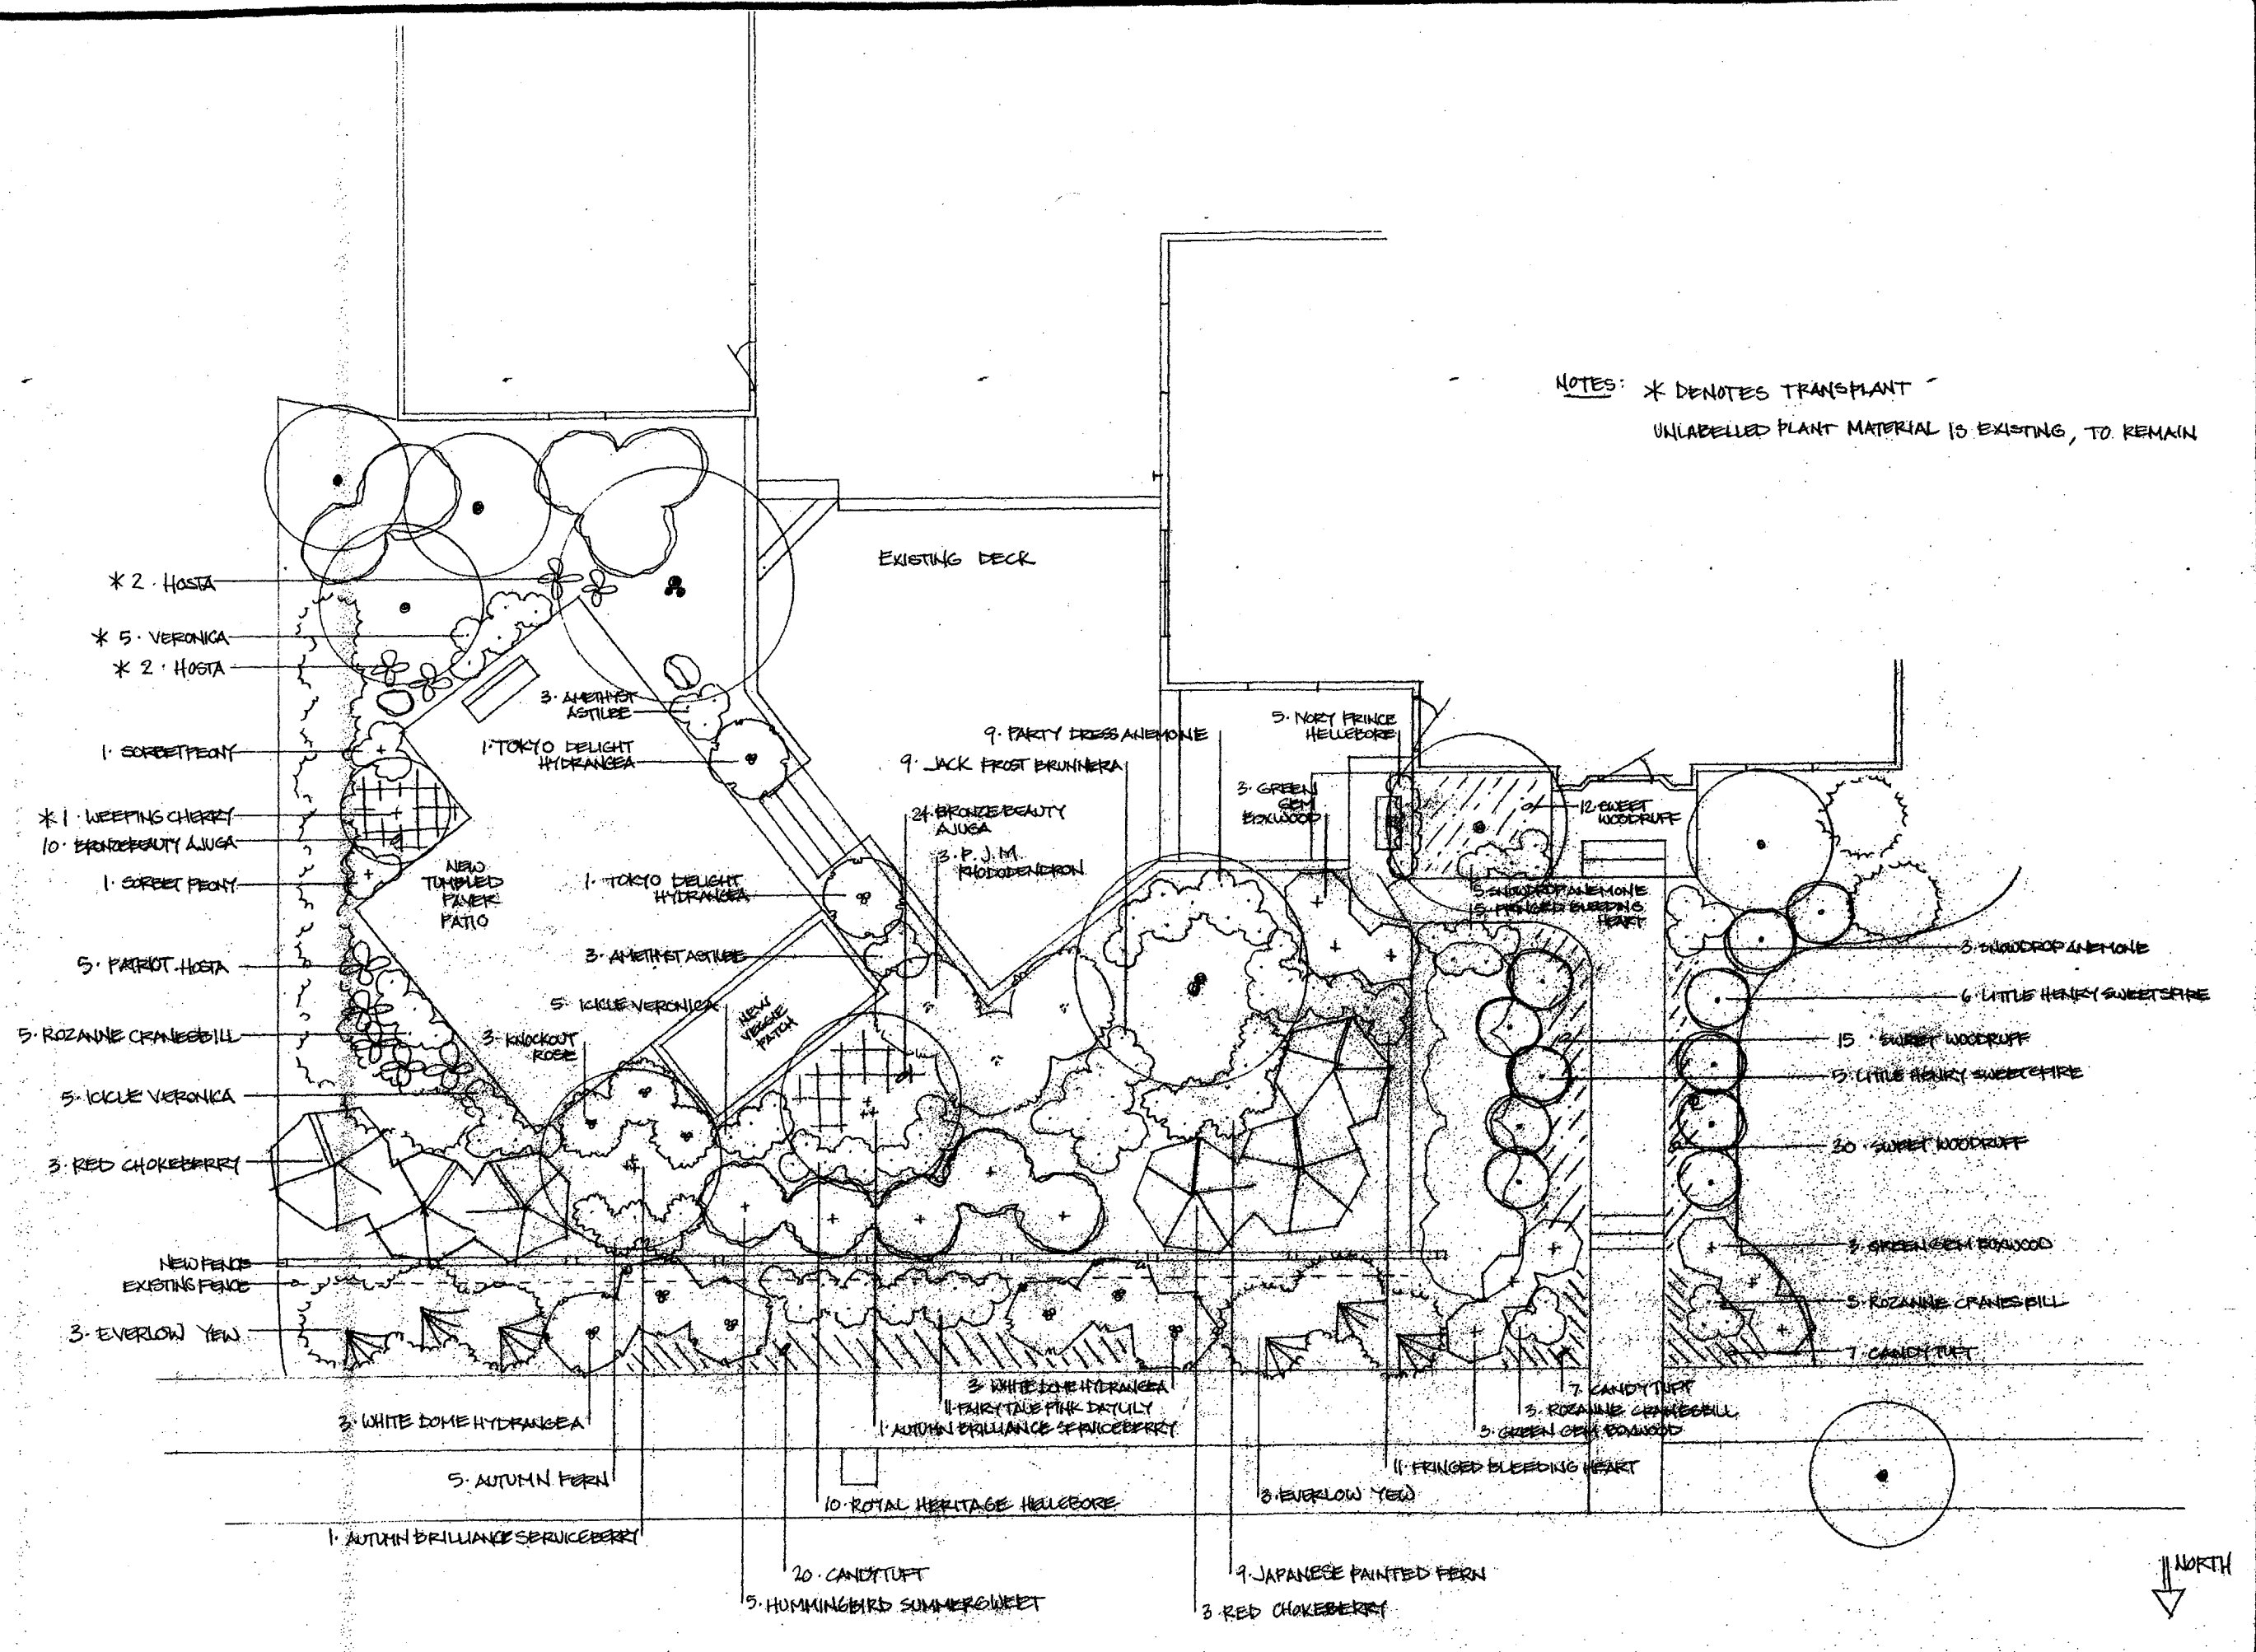 NOTES: * DENOTES TRANSPLANT
UNLABELLED PLANT MATERIAL IS EXISTING, TO REMAIN
EXISTING DECK
* 2 · HOSTA
* 5 · VERONICA
* 2 · HOSTA
1 · SORBET PEONY
* 1 · WEEPING CHERRY
10 · BRONZE BEAUTY AJUGA
1 · SORBET PEONY
5 · PATRIOT HOSTA
5 · ROZANNE CRANESBILL
5 · ICICLE VERONICA
3 · RED CHOKEBERRY
NEW FENCE
EXISTING FENCE
3 · EVERLOW YEW
3 · AMETHYST
ASTILBE
1 · TOKYO DELIGHT
HYDRANGEA
NEW
TUMBLED
PAVER
PATIO
1 · TOKYO DELIGHT
HYDRANGEA
3 · AMETHYST ASTILBE
5 · ICICLE VERONICA
3 · KNOCKOUT
ROSE
NEW
VEGGIE
PATCH
9 · PARTY DRESS ANEMONE
9 · JACK FROST BRUNNERA
24 · BRONZE BEAUTY
AJUGA
3 · P.J.M.
RHODODENDRON
5 · IVORY PRINCE
HELLEBORE
3 · GREEN
GEM
BOXWOOD
12 · SWEET
WOODRUFF
5 · SNOWDROP ANEMONE
15 · FRINGED BLEEDING
HEART
3 · SNOWDROP ANEMONE
6 · LITTLE HENRY SWEETSPIRE
15 · SWEET WOODRUFF
5 · LITTLE HENRY SWEETSPIRE
30 · SWEET WOODRUFF
3 · GREEN GEM BOXWOOD
3 · ROZANNE CRANESBILL
7 · CANDYTUFT
3 · WHITE DOME HYDRANGEA
11 · FAIRYTALE PINK DAYLILY
1 · AUTUMN BRILLIANCE SERVICEBERRY
7 · CANDYTUFT
3 · ROZANNE CRANESBILL
3 · GREEN GEM BOXWOOD
3 · WHITE DOME HYDRANGEA
11 · FRINGED BLEEDING HEART
5 · AUTUMN FERN
10 · ROYAL HERITAGE HELLEBORE
3 · EVERLOW YEW
1 · AUTUMN BRILLIANCE SERVICEBERRY
20 · CANDYTUFT
9 · JAPANESE PAINTED FERN
5 · HUMMINGBIRD SUMMERSWEET
3 · RED CHOKEBERRY
NORTH